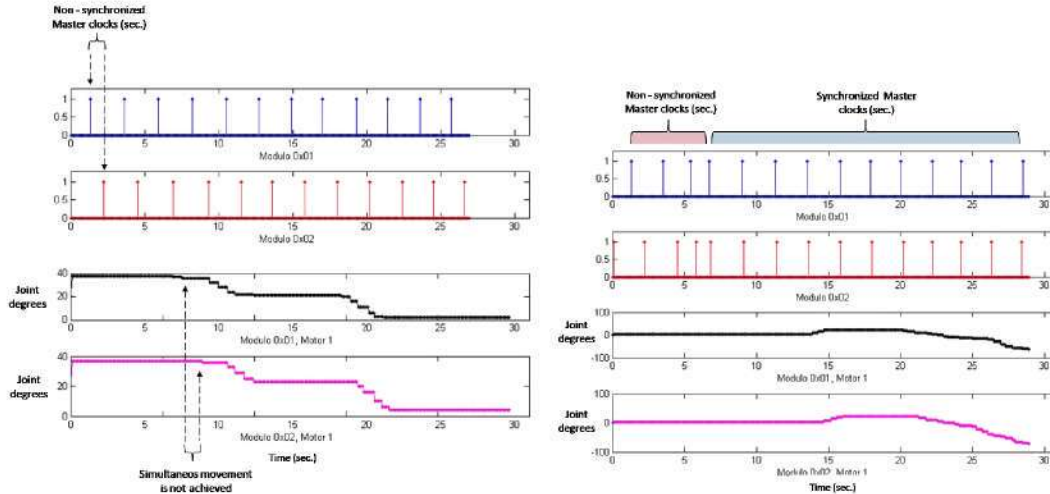 Non - synchronized
Master clocks (sec.)
1
0.5
0
0 5 10 15 20 25 30
Modulo 0x01
1
0.5
0
0 5 10 15 20 25 30
Modulo 0x02
Joint
degrees
40
20
0
0 5 10 15 20 25 30
Modulo 0x01, Motor 1
Joint
degrees
40
20
0
0 5 10 15 20 25 30
Modulo 0x02, Motor 1
Time (sec.)
Simultaneos movement
is not achieved
Non - synchronized
Master clocks (sec.)
Synchronized Master
clocks (sec.)
1
0.5
0
0 5 10 15 20 25 30
Modulo 0x01
1
0.5
0
0 5 10 15 20 25 30
Modulo 0x02
Joint
degrees
100
0
-100
0 5 10 15 20 25 30
Modulo 0x01, Motor 1
Joint
degrees
100
0
-100
0 5 10 15 20 25 30
Modulo 0x02, Motor 1
Time (sec.)